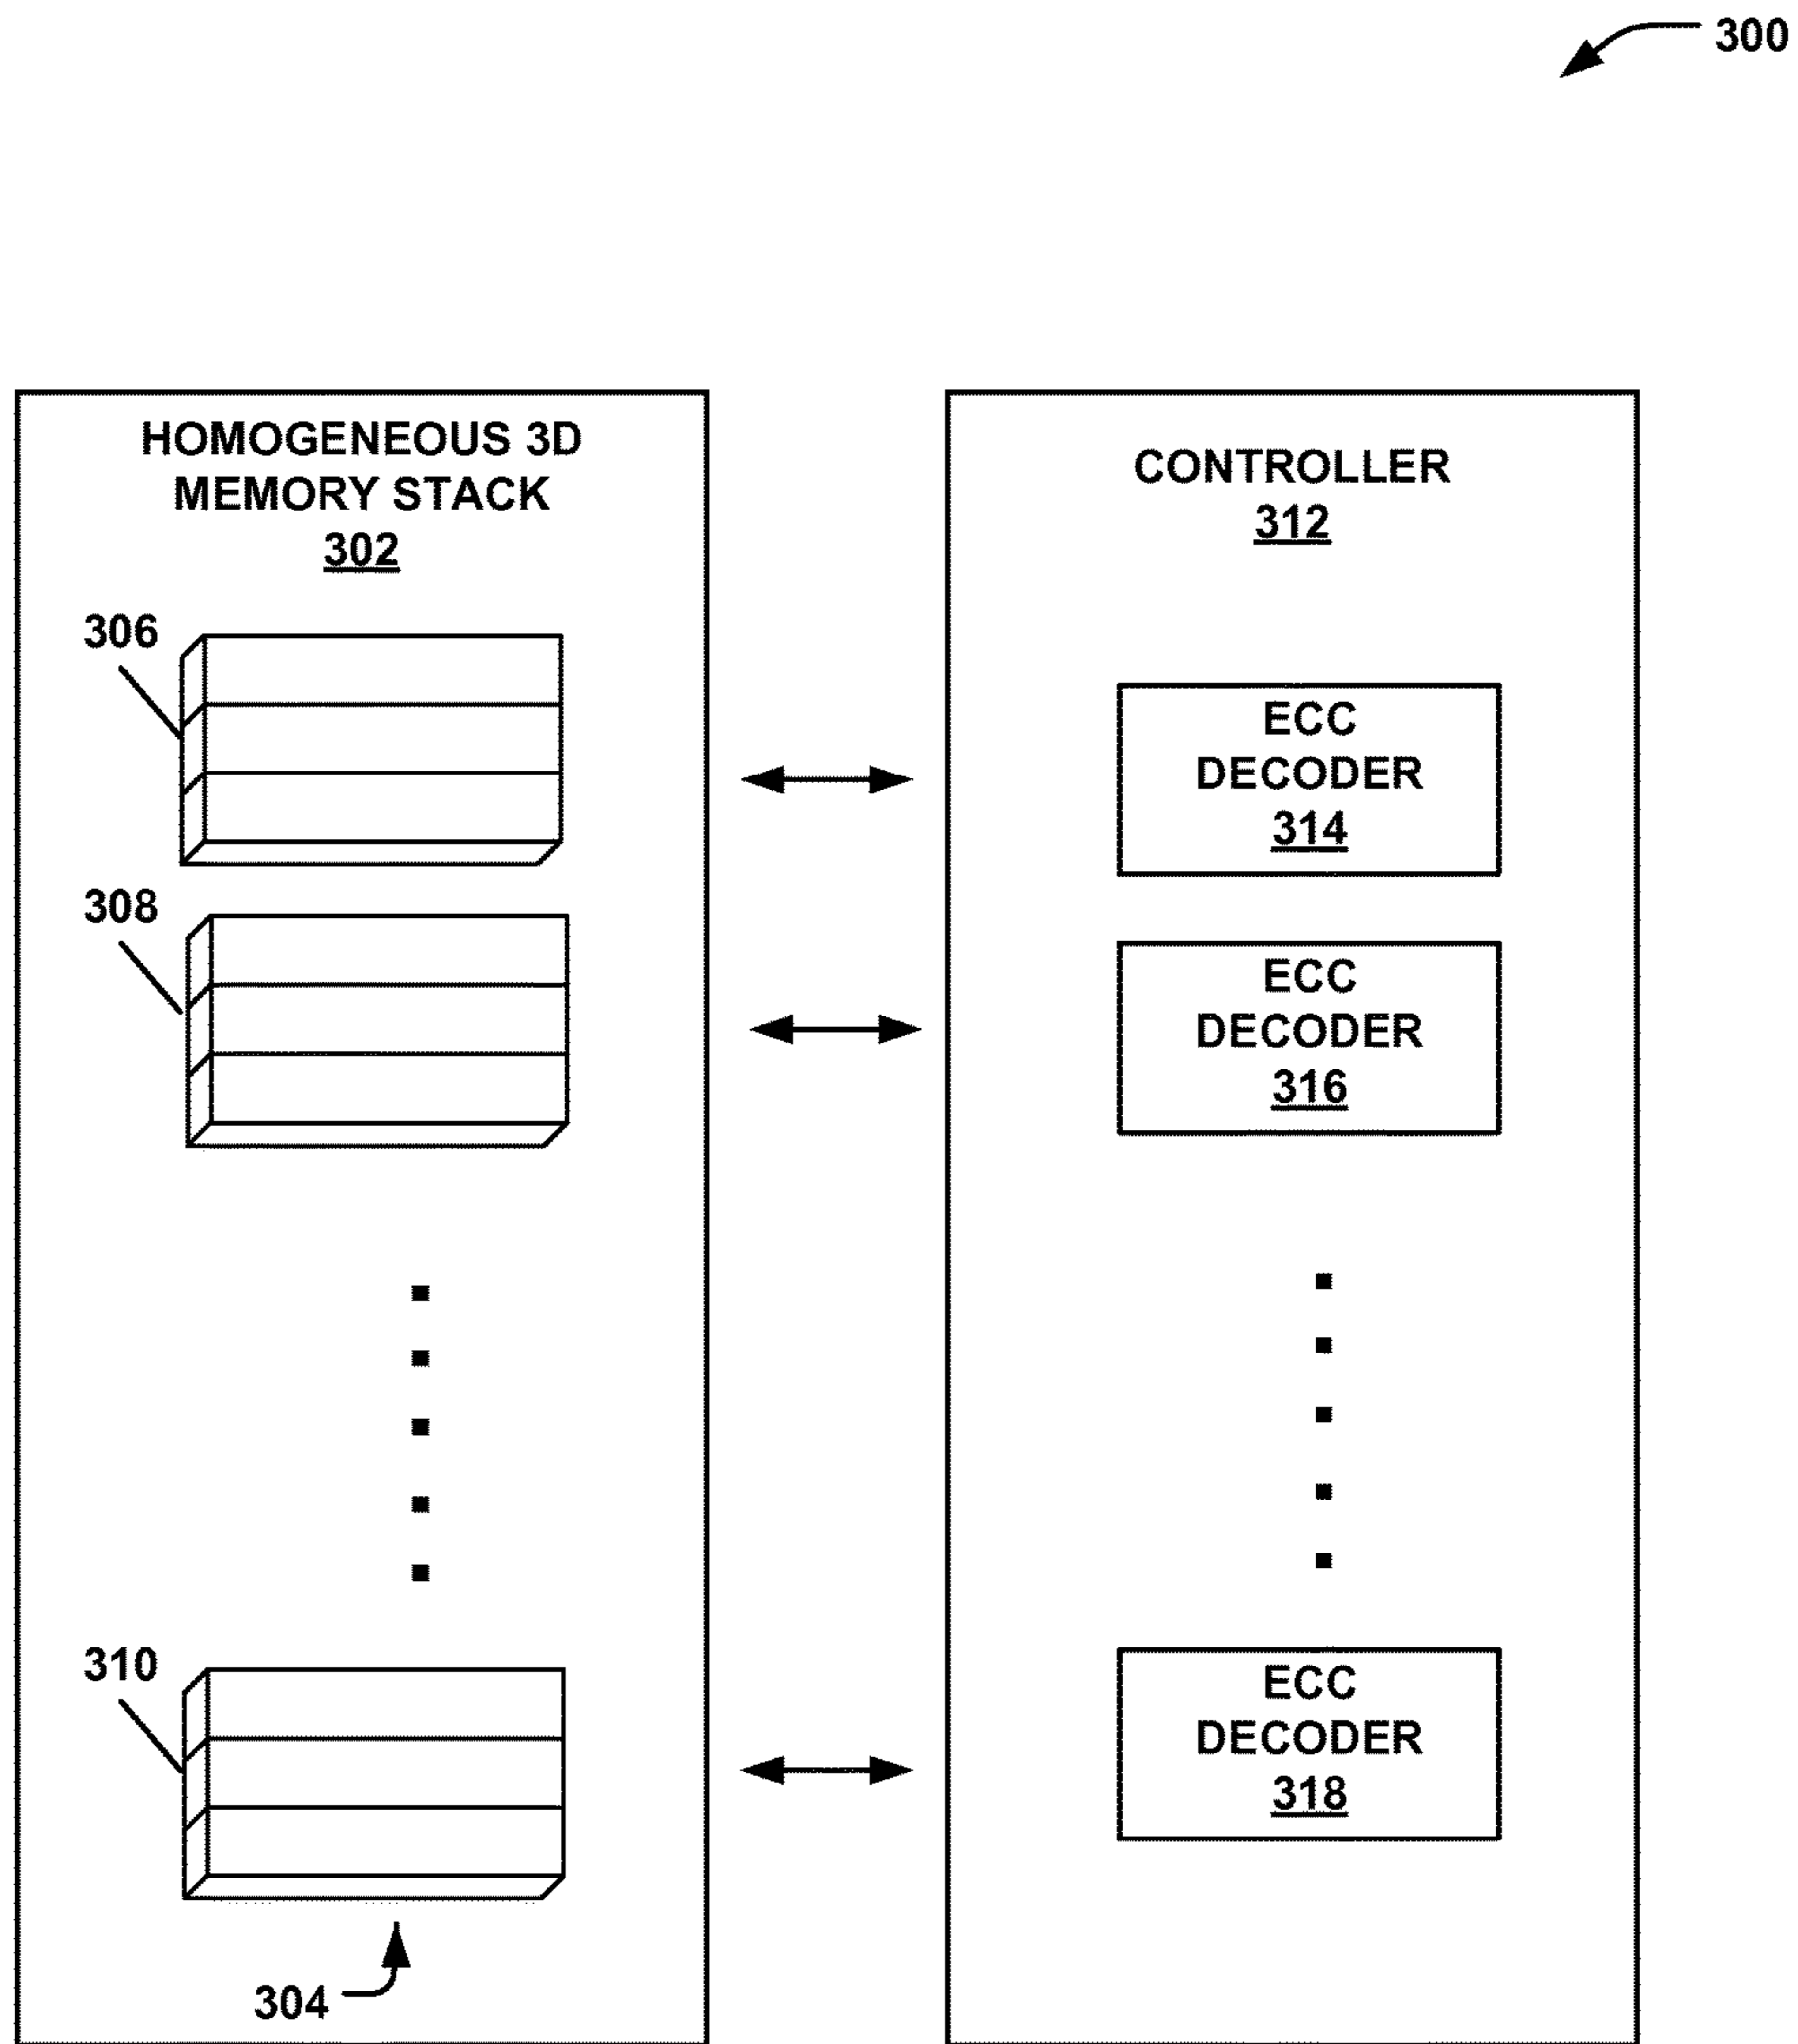 300
HOMOGENEOUS 3D
MEMORY STACK
302
306
308
310
304
CONTROLLER
312
ECC
DECODER
314
ECC
DECODER
316
ECC
DECODER
318